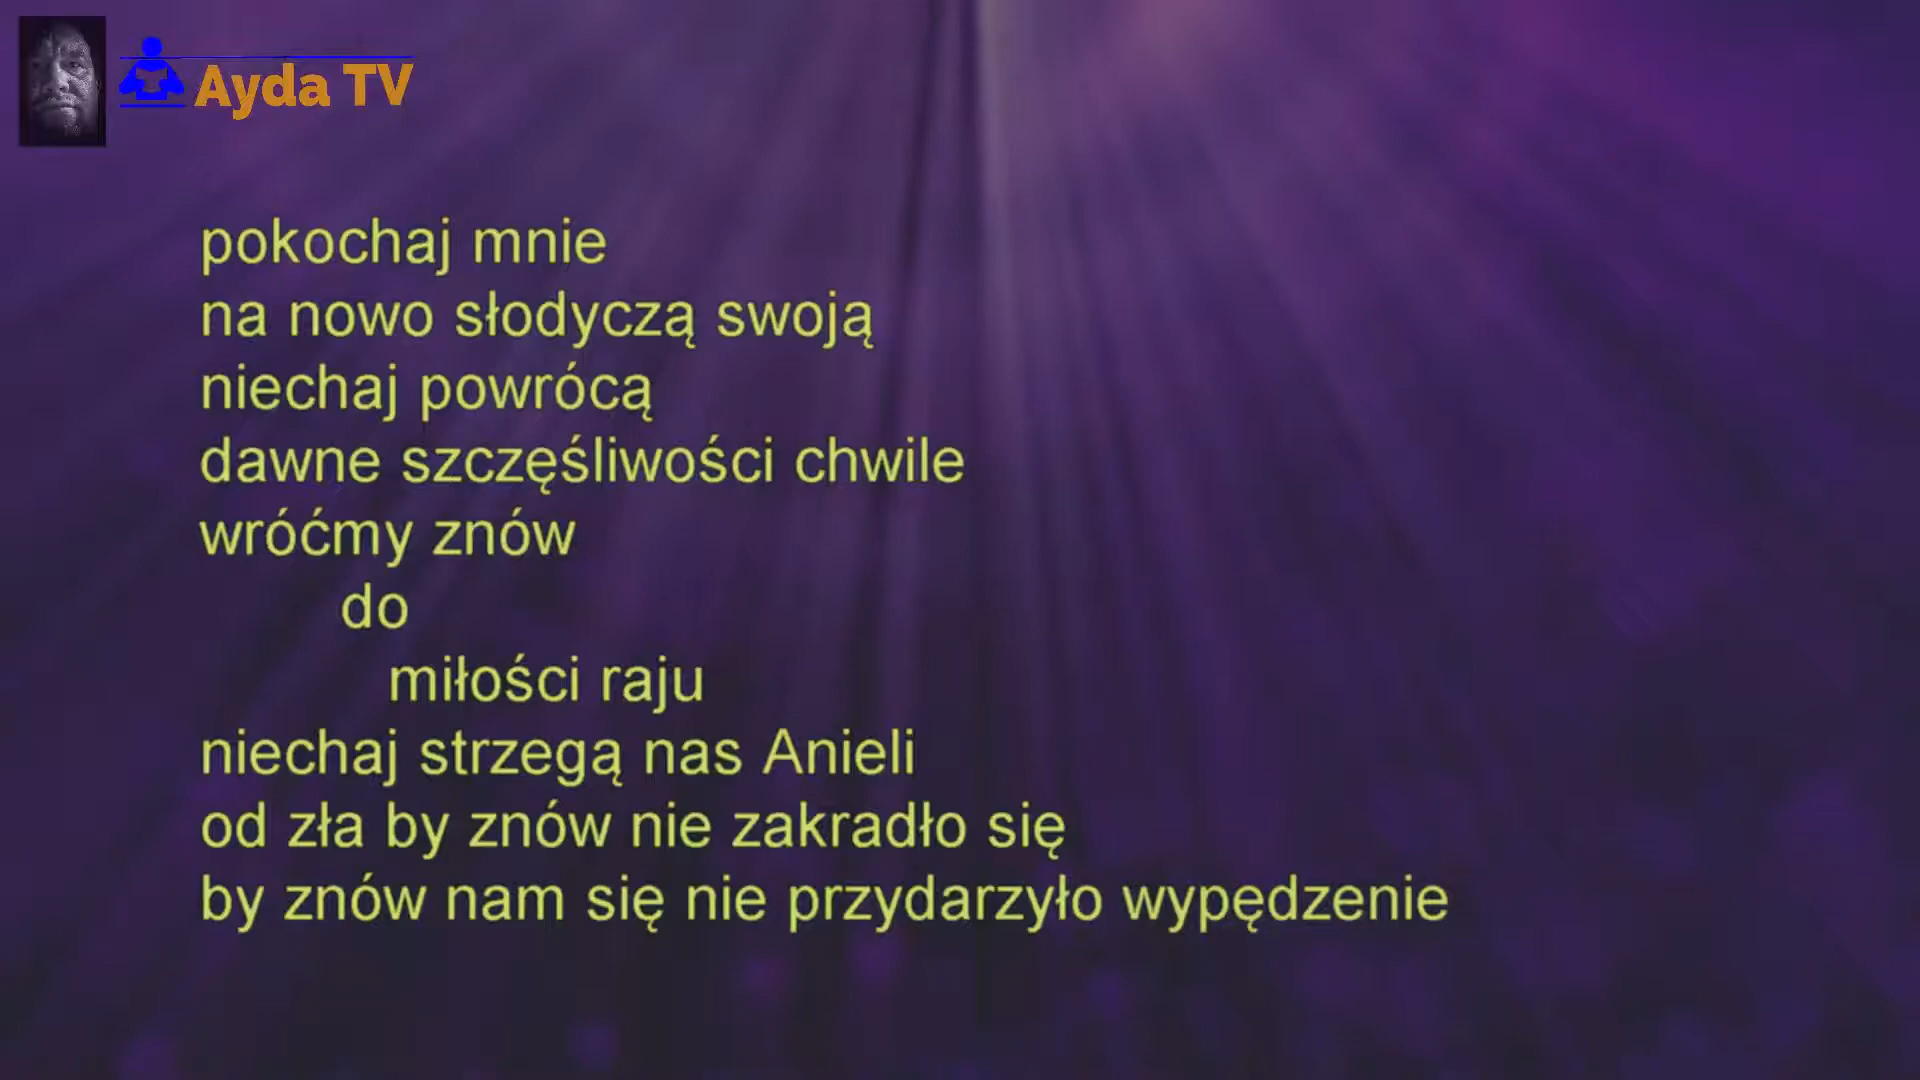 Ayda TV
pokochaj mnie
na nowo słodyczą swoją
niechaj powrócą
dawne szczęśliwości chwile
wróćmy znów
do
miłości raju
niechaj strzegą nas Anieli
od zła by znów nie zakradło się
by znów nam się nie przydarzyło wypędzenie